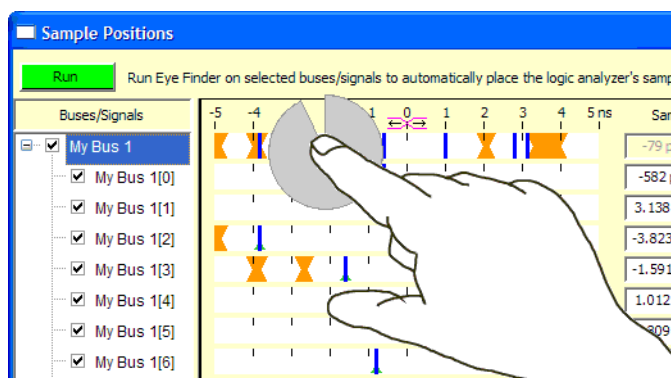 Sample Positions
Run Run Eye Finder on selected buses/signals to automatically place the logic analyzer's
Buses/Signals -5 -4 1 0 1 2 3 4 5 ns
My Bus 1 -79
My Bus 1[0] -582
My Bus 1[1] 3.138
My Bus 1[2] -3.823
My Bus 1[3] -1.591
My Bus 1[4] 1.012
My Bus 1[5] 309
My Bus 1[6]